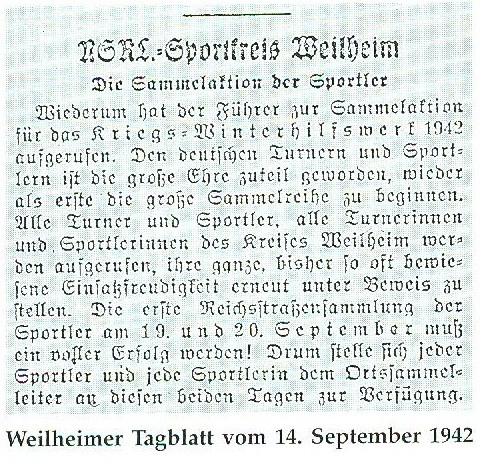 NSRL.-Sportkreis Weilheim
Die Sammelaktion der Sportler
Wiederum hat der Führer zur Sammelaktion
für das Kriegs-Winterhilfswerk 1942
aufgerufen. Den deutschen Turnern und Sport-
lern ist die große Ehre zuteil geworden, wieder
als erste die große Sammelreihe zu beginnen.
Alle Turner und Sportler, alle Turnerinnen
und Sportlerinnen des Kreises Weilheim wer-
den aufgerufen, ihre ganze, bisher so oft bewie-
sene Einsatzfreudigkeit erneut unter Beweis zu
stellen. Die erste Reichsstraßensammlung der
Sportler am 19. und 20. September muß
ein voller Erfolg werden! Drum stelle sich jeder
Sportler und jede Sportlerin dem Ortssammel-
leiter an diesen beiden Tagen zur Verfügung.
Weilheimer Tagblatt vom 14. September 1942